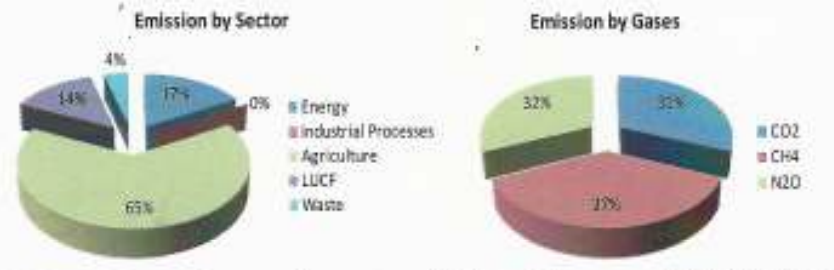 Emission by Sector
4%
14%
17%
0%
65%
Energy
Industrial Processes
Agriculture
LUCF
Waste
Emission by Gases
32%
37%
CO2
CH4
N2O